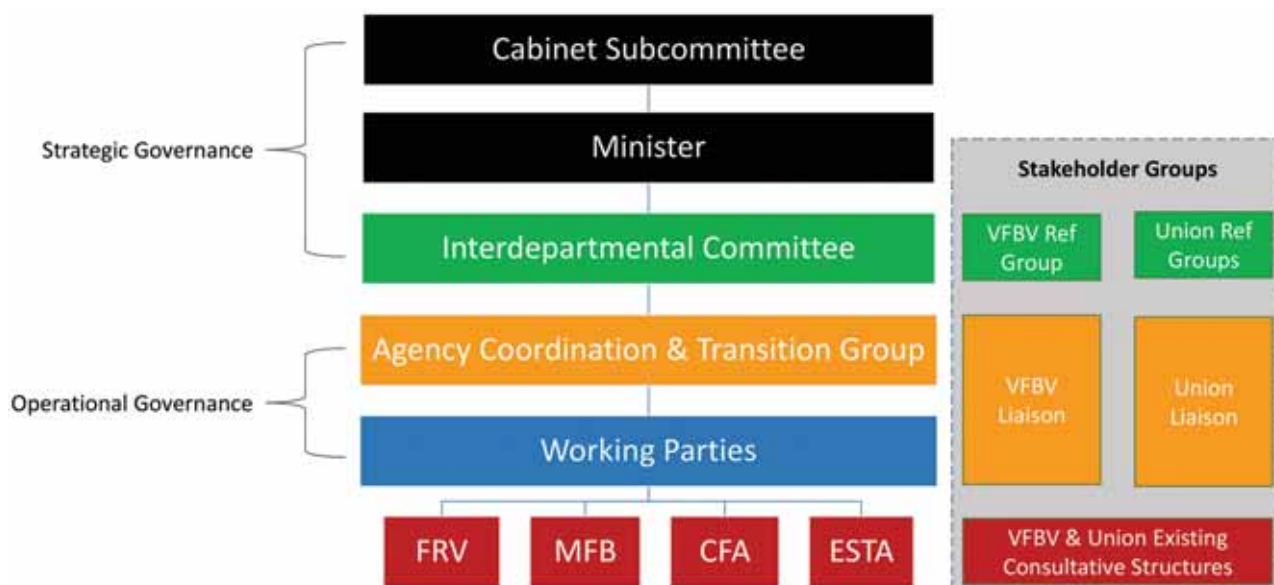 Cabinet Subcommittee
Strategic Governance
Minister
Interdepartmental Committee
Agency Coordination & Transition Group
Operational Governance
Working Parties
FRV
MFB
CFA
ESTA
Stakeholder Groups
VFBV Ref
Group
Union Ref
Groups
VFBV
Liaison
Union
Liaison
VFBV & Union Existing
Consultative Structures